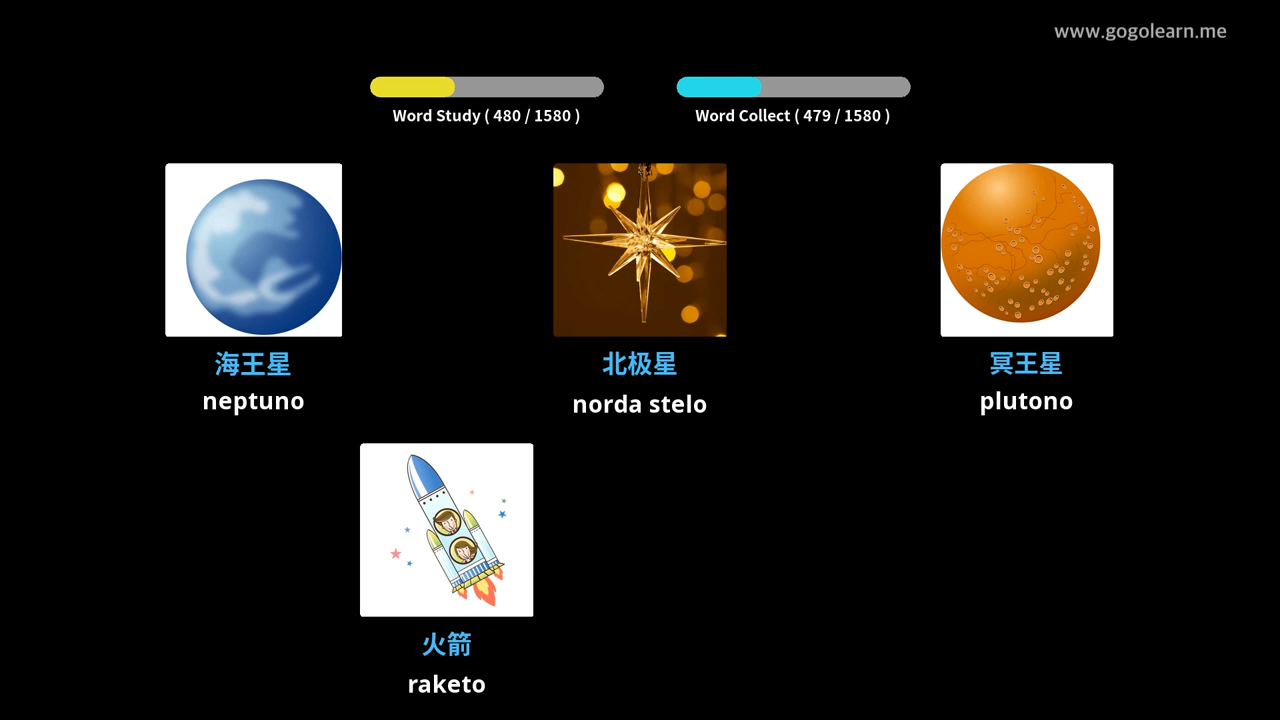 www.gogolearn.me
Word Study ( 480 / 1580 )
Word Collect ( 479 / 1580 )
海王星
neptuno
北极星
norda stelo
冥王星
plutono
火箭
raketo